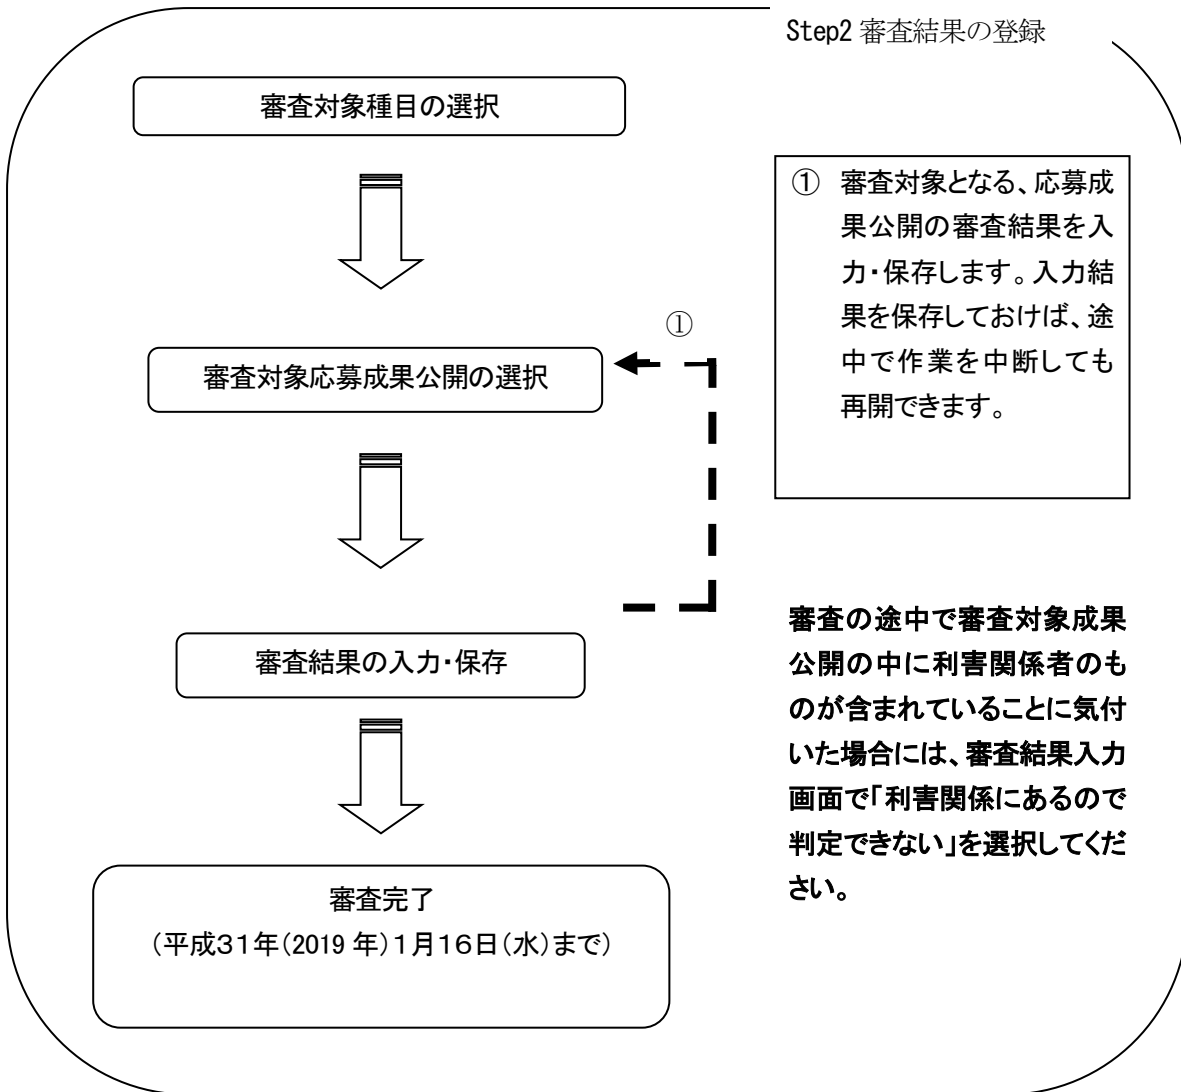 Step2 審査結果の登録
審査対象種目の選択
① 審査対象となる、応募成
果公開の審査結果を入
力・保存します。入力結
果を保存しておけば、途
中で作業を中断しても
再開できます。
①
審査対象応募成果公開の選択
審査結果の入力・保存
審査の途中で審査対象成果
公開の中に利害関係者のも
のが含まれていることに気付
いた場合には、審査結果入力
画面で「利害関係にあるので
判定できない」を選択してくだ
さい。
審査完了
（平成３１年（2019 年）１月１６日（水）まで）